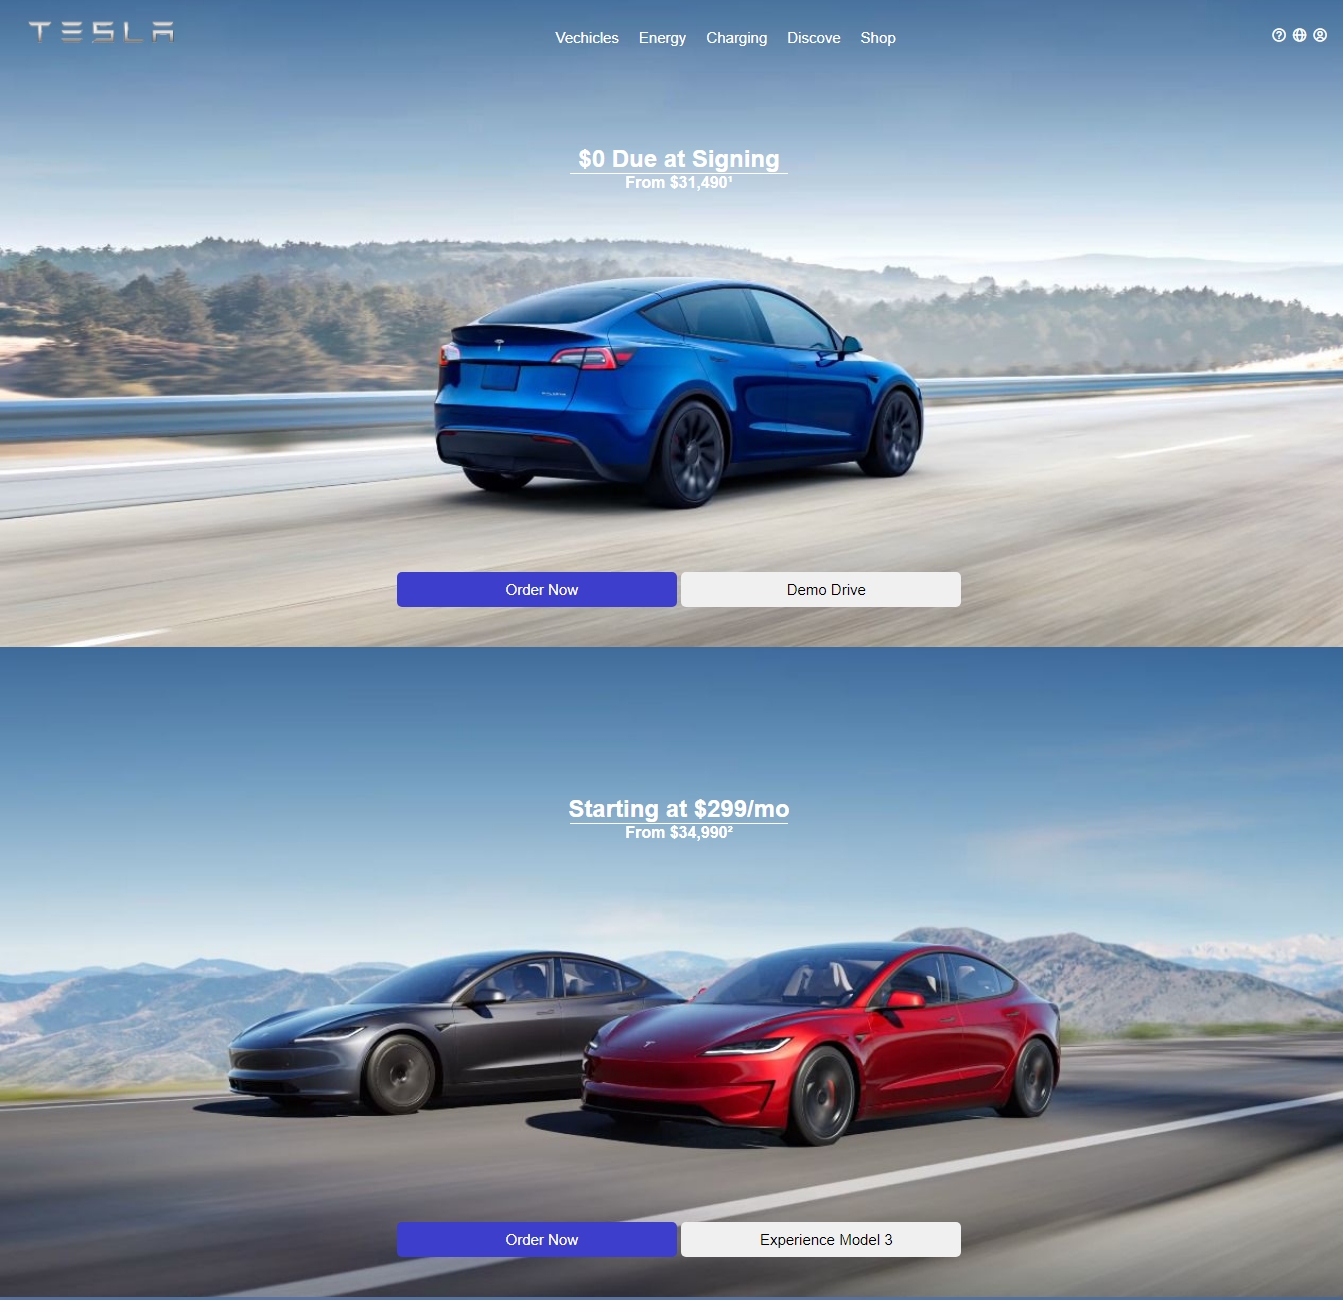 TESLA
Vechicles Energy Charging Discove Shop
$0 Due at Signing
From $31,490¹
Order Now Demo Drive
Starting at $299/mo
From $34,990²
Order Now Experience Model 3